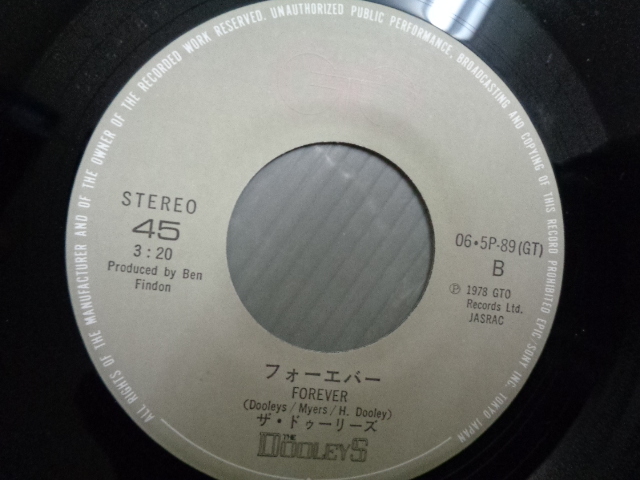 ALL RIGHTS OF THE MANUFACTURER AND OF THE OWNER OF THE RECORDED WORK RESERVED. UNAUTHORIZED PUBLIC PERFORMANCE, BROADCASTING AND COPYING OF THIS RECORD PROHIBITED EPIC/SONY INC. TOKYO JAPAN
STEREO
45
3:20
Produced by Ben
Findon
06・5P-89(GT)
B
℗ 1978 GTO
Records Ltd.
JASRAC
フォーエバー
FOREVER
(Dooleys/Myers/H. Dooley)
ザ・ドゥーリーズ
THE DOOLEYS